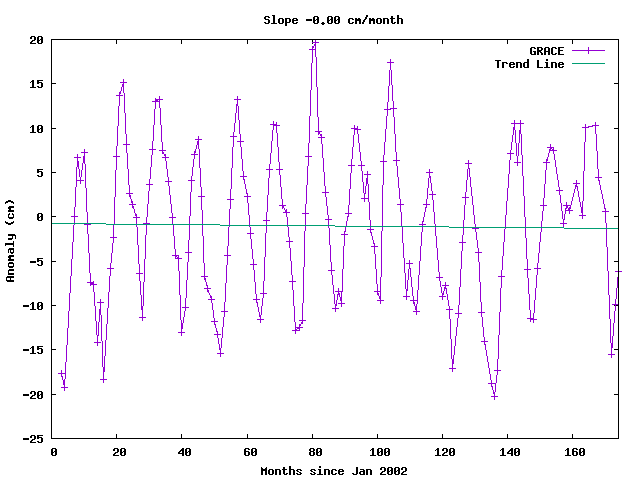 Slope -0.00 cm/month
GRACE
Trend Line
20
15
10
5
0
-5
-10
-15
-20
-25
Anomaly (cm)
0 20 40 60 80 100 120 140 160
Months since Jan 2002